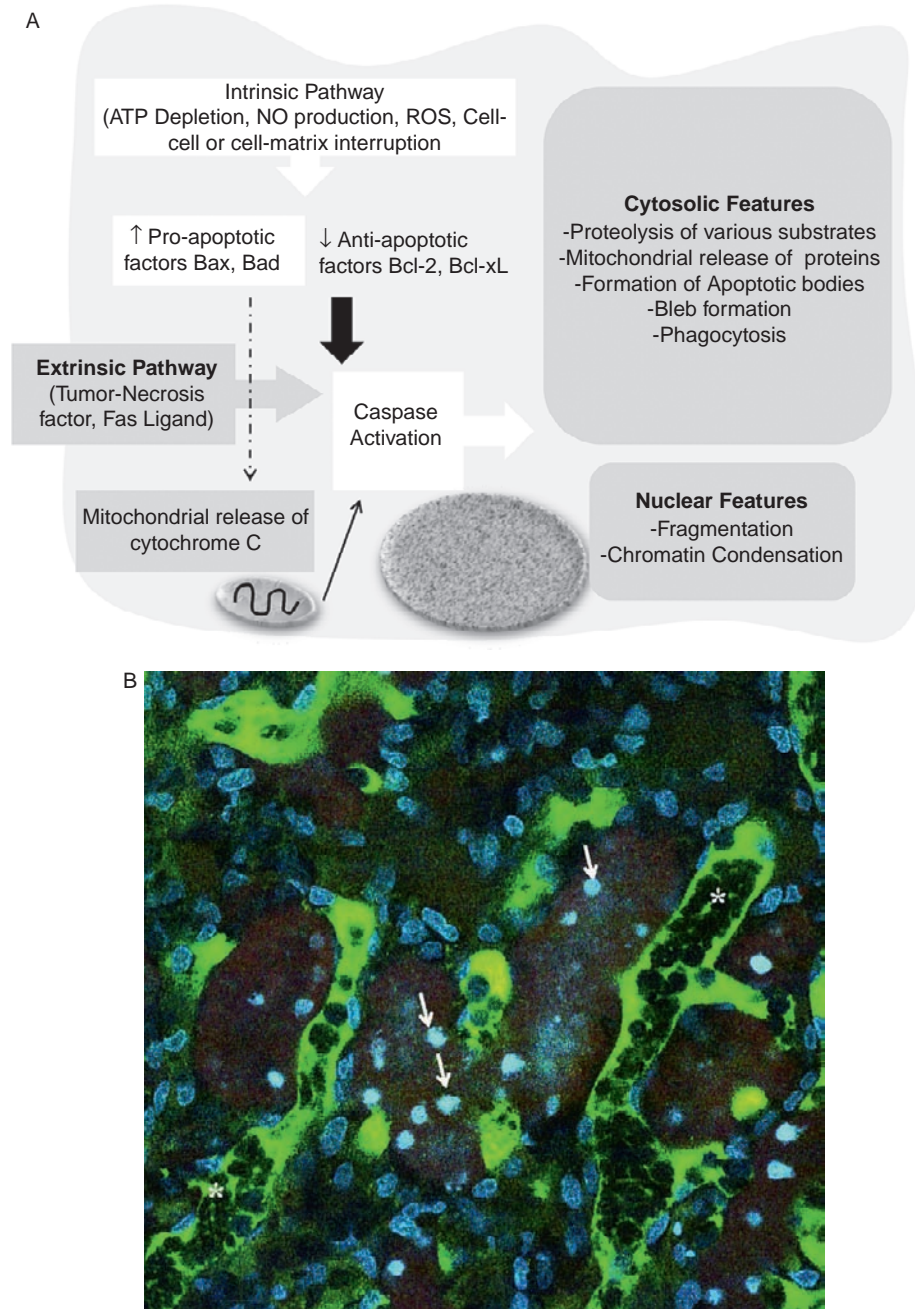 A
Intrinsic Pathway
(ATP Depletion, NO production, ROS, Cell-
cell or cell-matrix interruption
↑ Pro-apoptotic
factors Bax, Bad
↓ Anti-apoptotic
factors Bcl-2, Bcl-xL
Extrinsic Pathway
(Tumor-Necrosis
factor, Fas Ligand)
Caspase
Activation
Mitochondrial release of
cytochrome C
Cytosolic Features
-Proteolysis of various substrates
-Mitochondrial release of proteins
-Formation of Apoptotic bodies
-Bleb formation
-Phagocytosis
Nuclear Features
-Fragmentation
-Chromatin Condensation
B
*
*